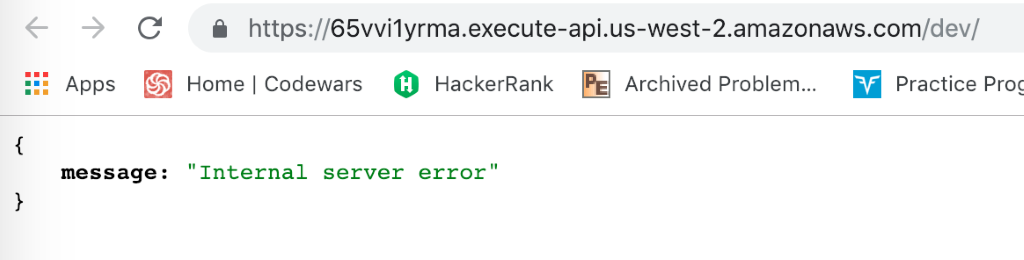 https://65vvi1yrma.execute-api.us-west-2.amazonaws.com/dev/
Apps Home | Codewars HackerRank PE Archived Problem... Practice Prog
{
message: "Internal server error"
}